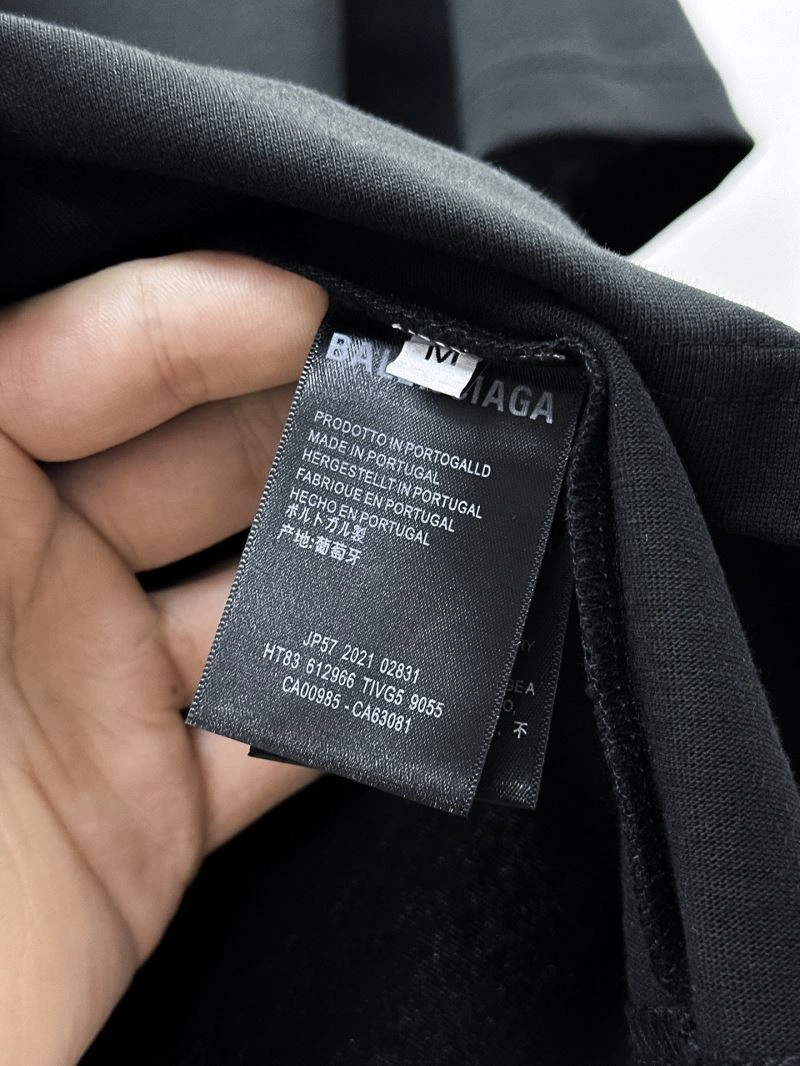 M
PRODOTTO IN PORTOGALLD
MADE IN PORTUGAL
HERGESTELLT IN PORTUGAL
FABRIQUE EN PORTUGAL
HECHO EN PORTUGAL
ポルトガル製
产地:葡萄牙
JP57 2021 02831
HT83 612966 TIVG5 9055
CA00985 - CA63081
不